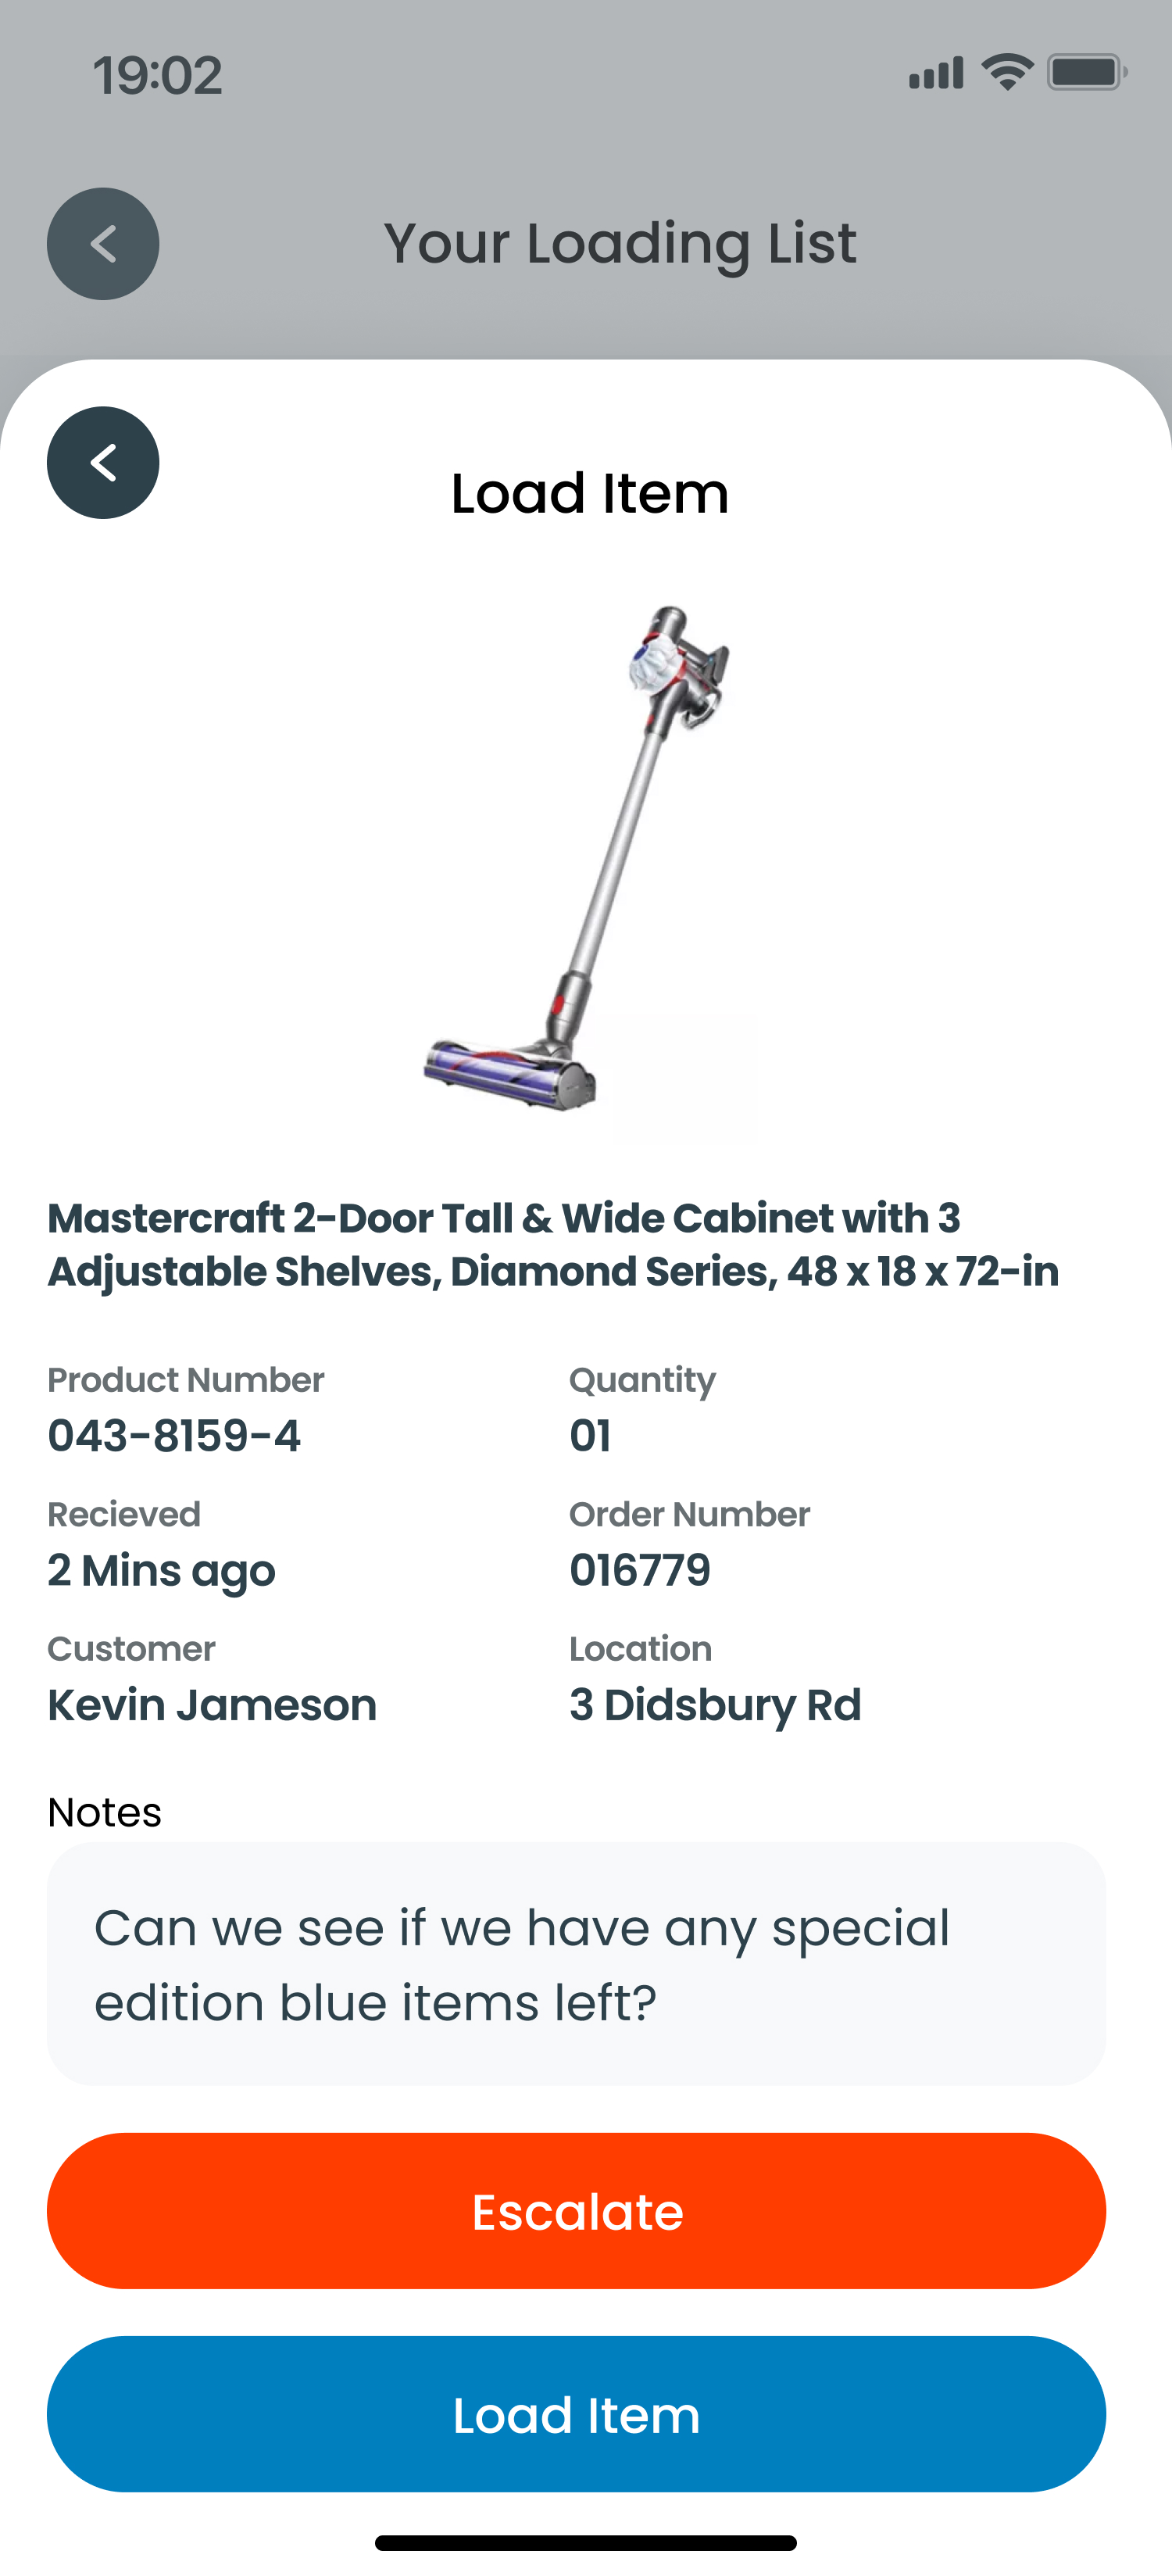 19:02
Your Loading List
Load Item
Mastercraft 2-Door Tall & Wide Cabinet with 3
Adjustable Shelves, Diamond Series, 48 x 18 x 72-in
Product Number
043-8159-4
Quantity
01
Recieved
2 Mins ago
Order Number
016779
Customer
Kevin Jameson
Location
3 Didsbury Rd
Notes
Can we see if we have any special
edition blue items left?
Escalate
Load Item